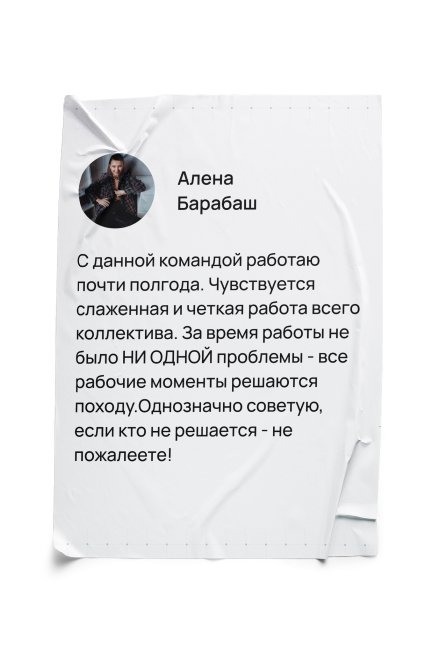 Алена
Барабаш
С данной командой работаю
почти полгода. Чувствуется
слаженная и четкая работа всего
коллектива. За время работы не
было НИ ОДНОЙ проблемы - все
рабочие моменты решаются
походу.Однозначно советую,
если кто не решается - не
пожалеете!